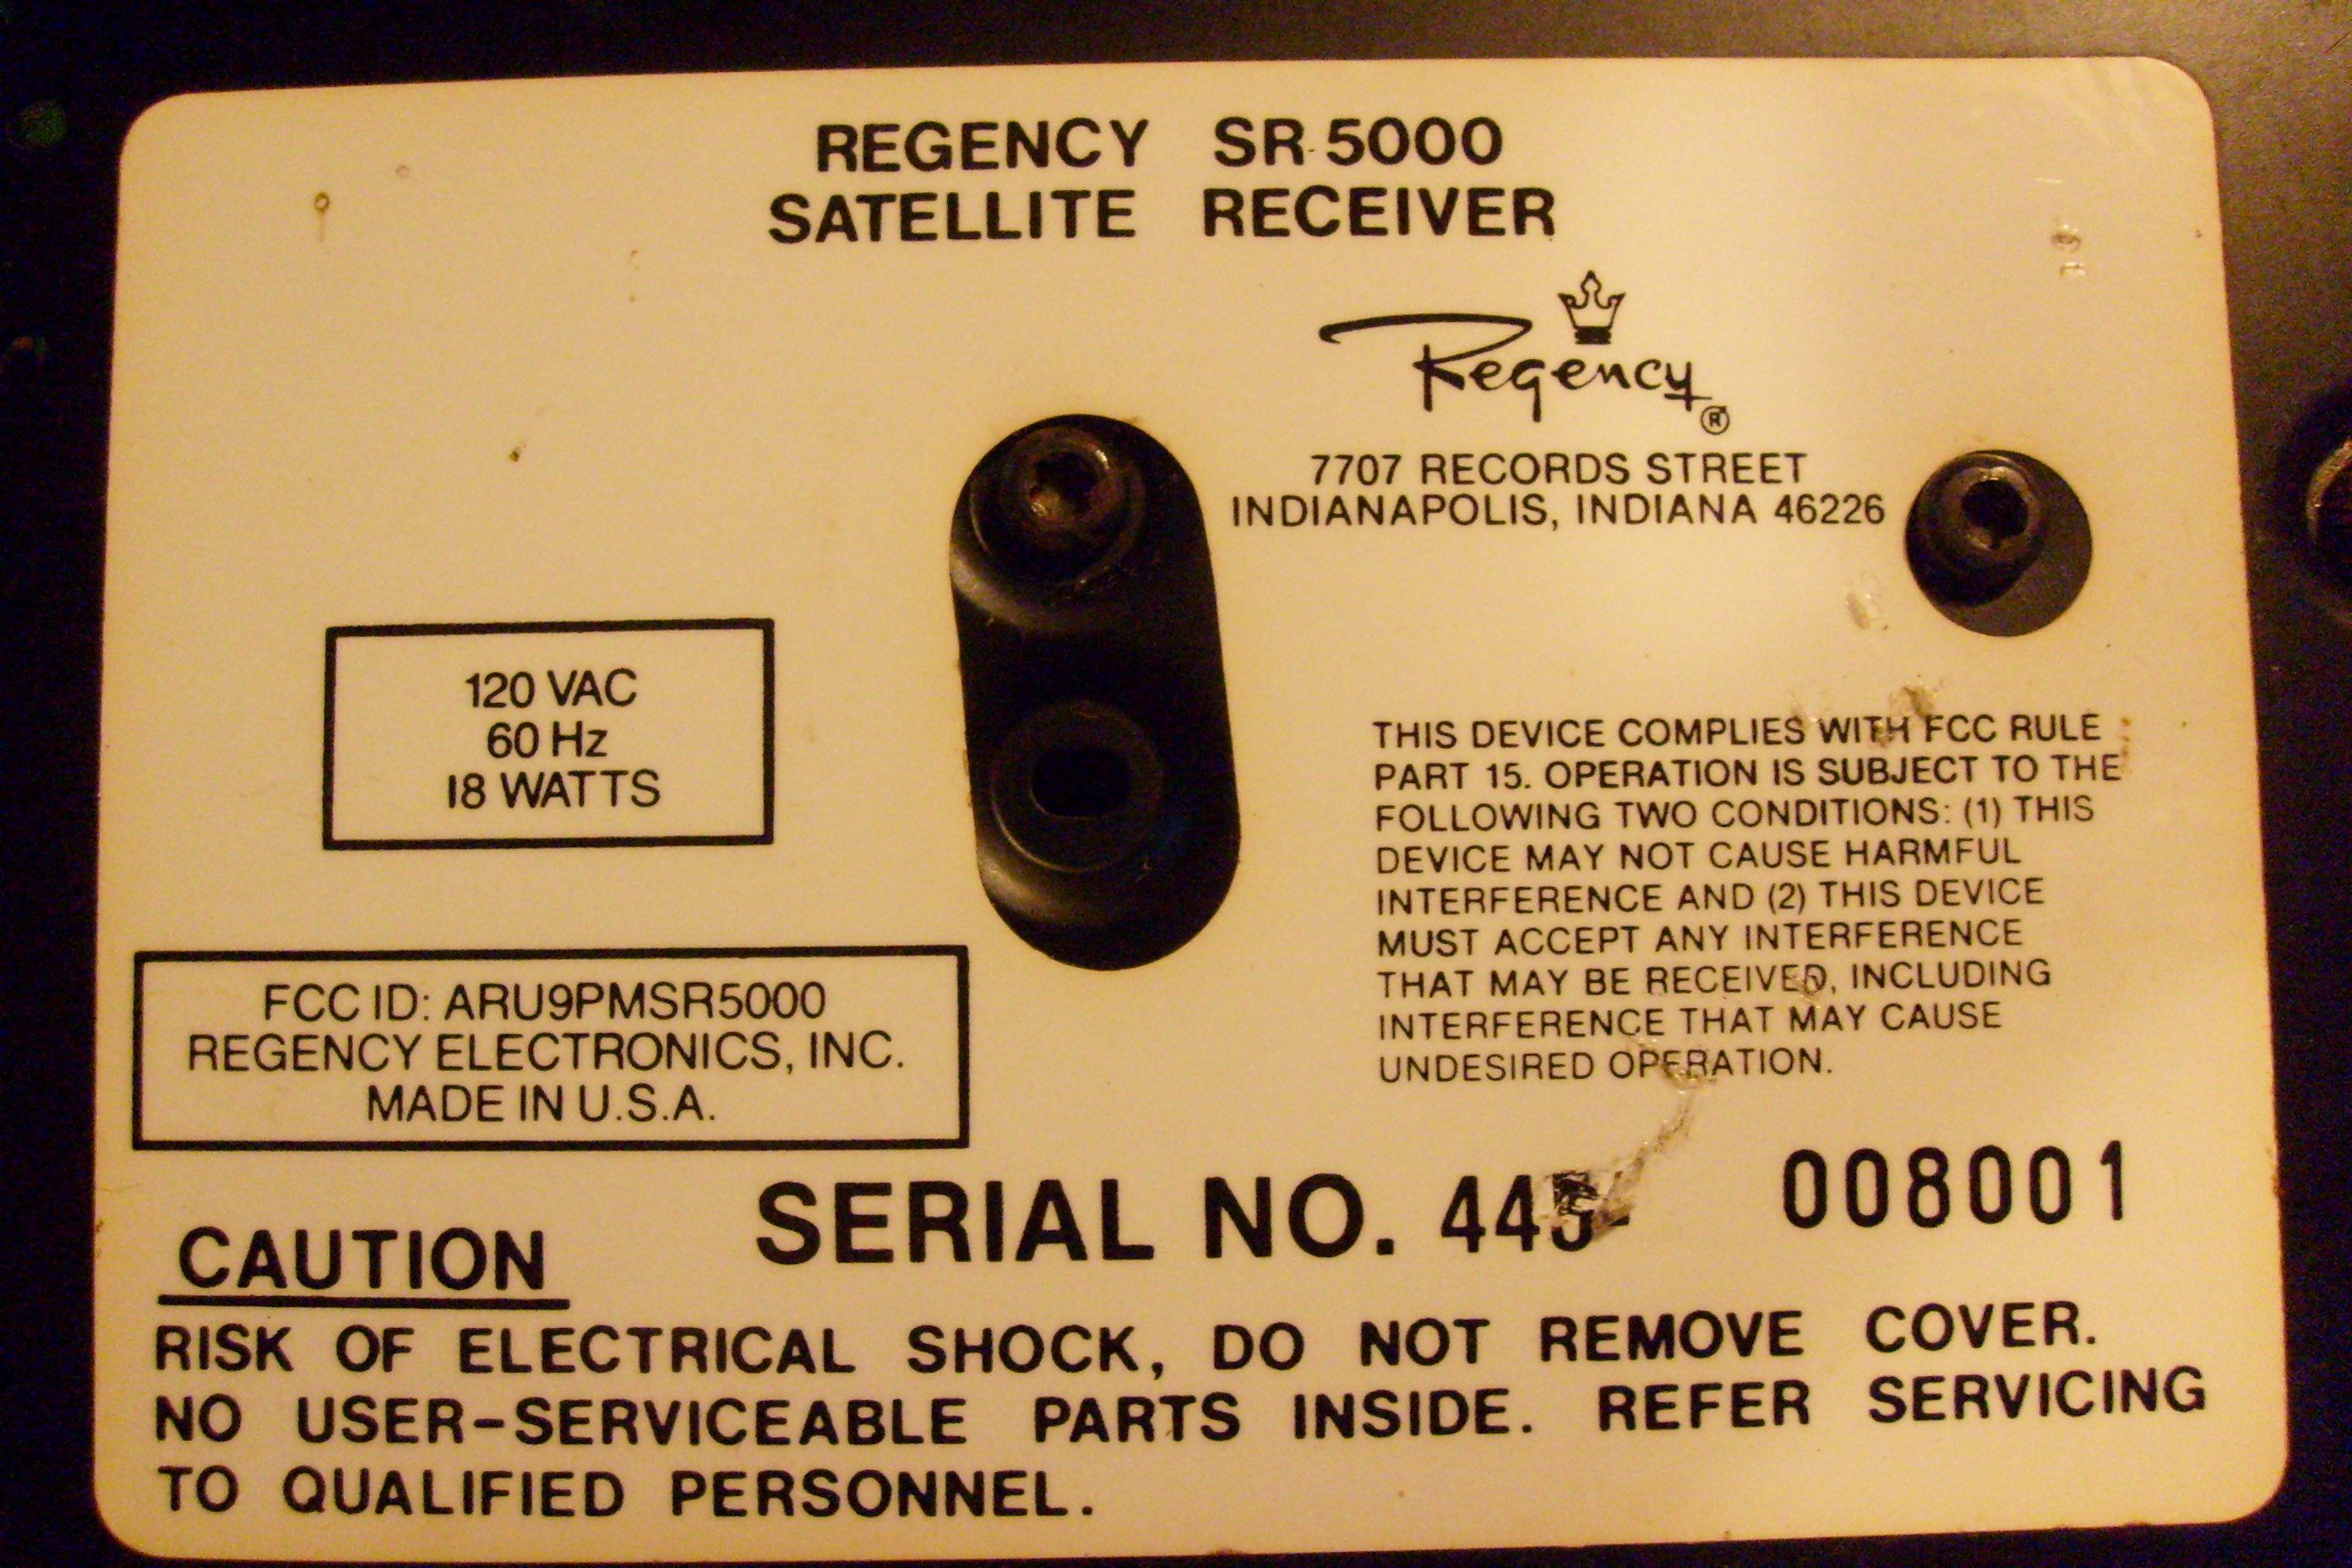 REGENCY SR-5000
SATELLITE RECEIVER
Regency ®
7707 RECORDS STREET
INDIANAPOLIS, INDIANA 46226
120 VAC
60 Hz
18 WATTS
THIS DEVICE COMPLIES WITH FCC RULE
PART 15. OPERATION IS SUBJECT TO THE
FOLLOWING TWO CONDITIONS: (1) THIS
DEVICE MAY NOT CAUSE HARMFUL
INTERFERENCE AND (2) THIS DEVICE
MUST ACCEPT ANY INTERFERENCE
THAT MAY BE RECEIVED, INCLUDING
INTERFERENCE THAT MAY CAUSE
UNDESIRED OPERATION.
FCC ID: ARU9PMSR5000
REGENCY ELECTRONICS, INC.
MADE IN U.S.A.
SERIAL NO. 445- 008001
CAUTION
RISK OF ELECTRICAL SHOCK, DO NOT REMOVE COVER.
NO USER-SERVICEABLE PARTS INSIDE. REFER SERVICING
TO QUALIFIED PERSONNEL.